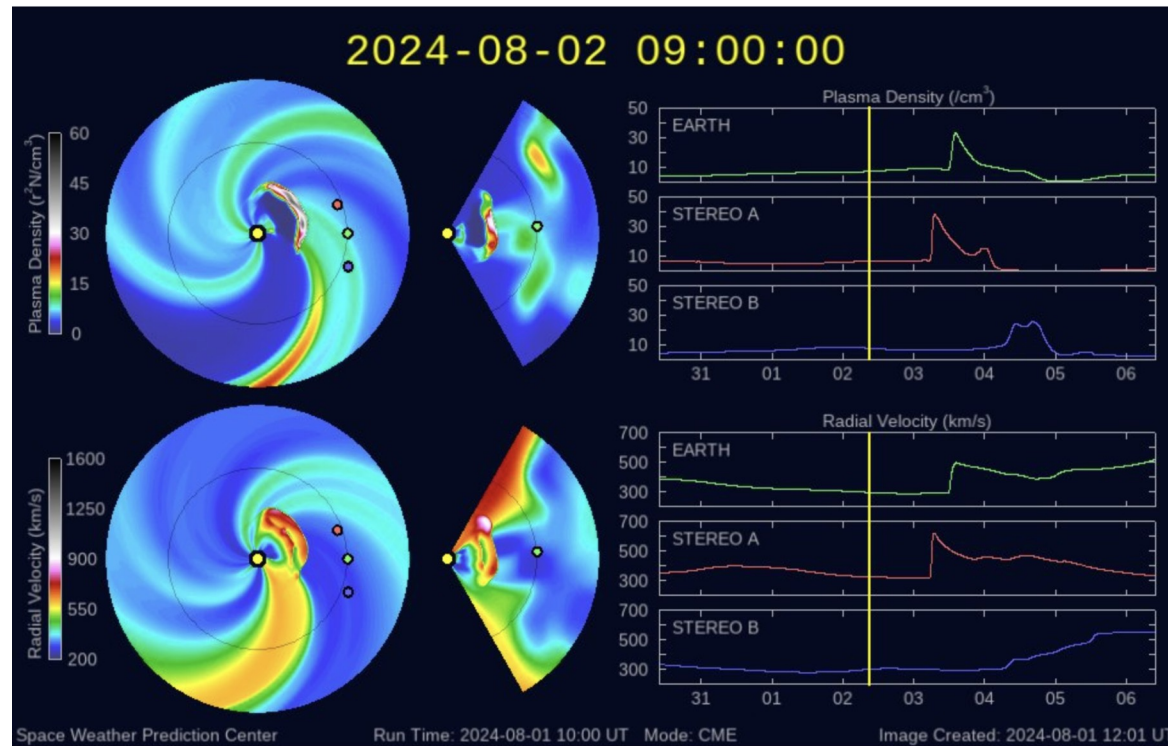 2024-08-02 09:00:00
Plasma Density (r²N/cm³)
60
45
30
15
0
Plasma Density (/cm³)
50
30
10
EARTH
50
30
10
STEREO A
50
30
10
STEREO B
31 01 02 03 04 05 06
Radial Velocity (km/s)
1600
1250
900
550
200
Radial Velocity (km/s)
700
500
300
EARTH
700
500
300
STEREO A
700
500
300
STEREO B
31 01 02 03 04 05 06
Space Weather Prediction Center Run Time: 2024-08-01 10:00 UT Mode: CME Image Created: 2024-08-01 12:01 U